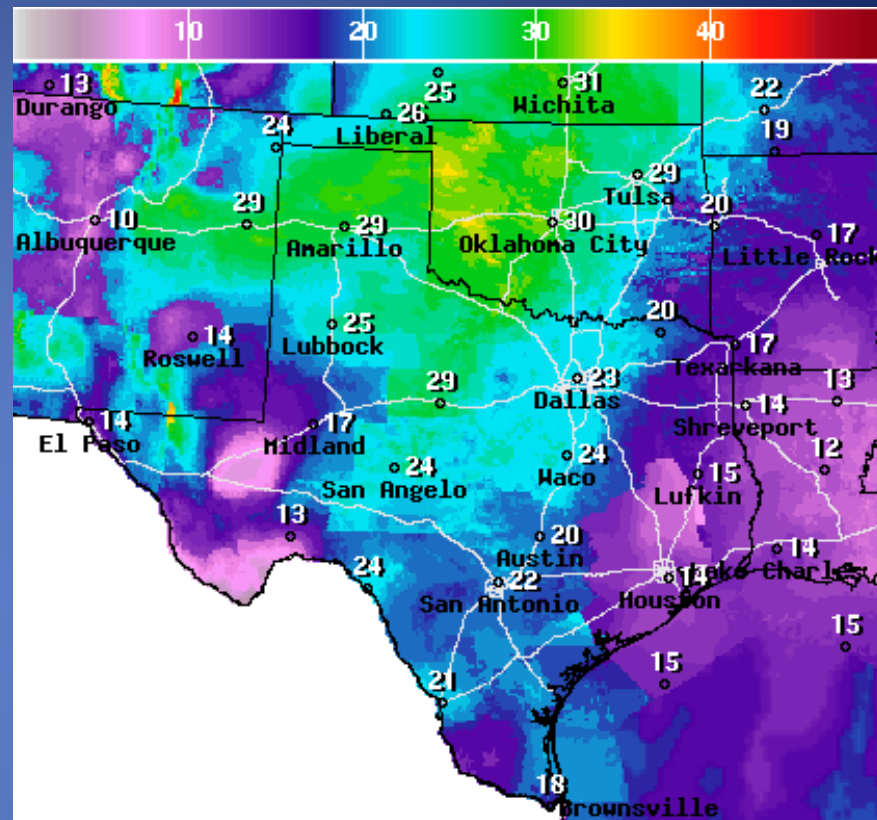 10 20 30 40
13 25 31
Durango Wichita 22
26
Liberal
24 19
29
Tulsa
10 29 29 30 20 17
Albuquerque Amarillo Oklahoma City Little Rock
25 20
14 Lubbock
Roswell 17
Texarkana
23
29 Dallas 13
14 17 14
El Paso Midland Shreveport
24 24 15 12
San Angelo Waco Lufkin
13 20
Austin 14
24 22 14 Lake Charles
San Antonio Houston
15
21 15
18
Brownsville